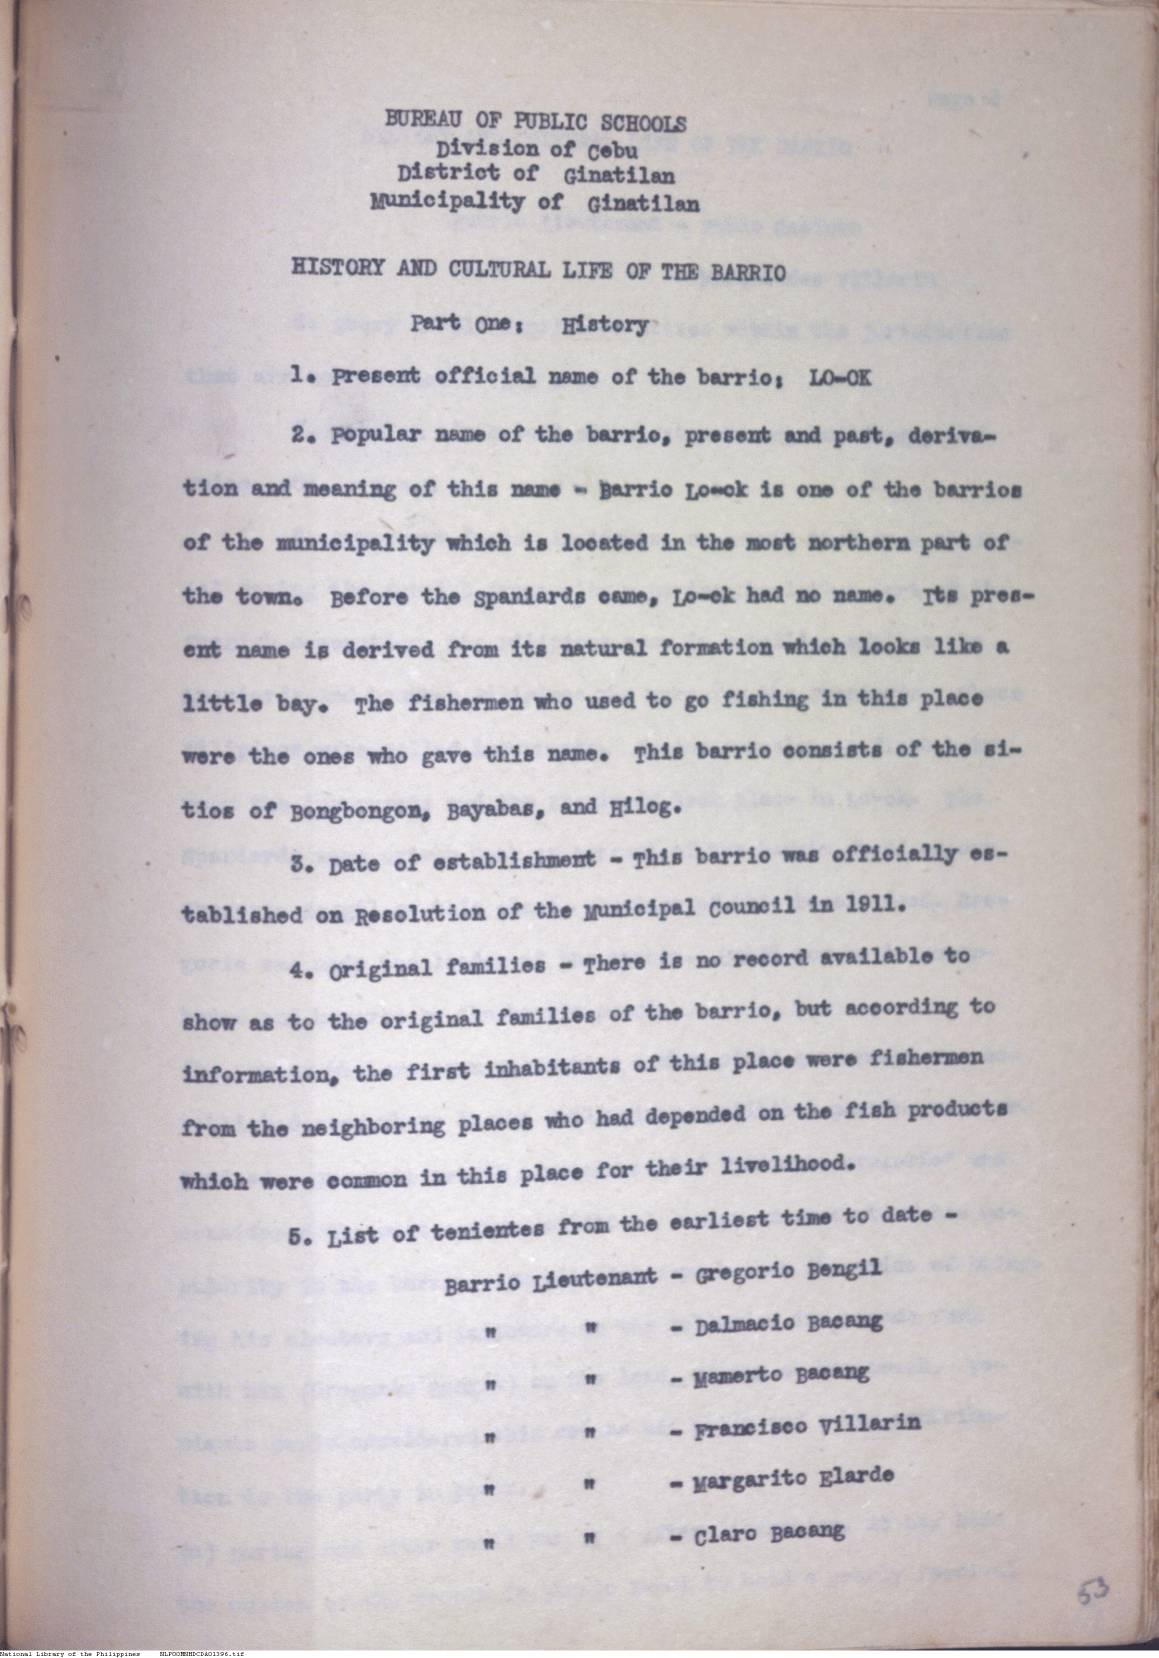 BUREAU OF PUBLIC SCHOOLS
Division of Cebu
District of Ginatilan
Municipality of Ginatilan
HISTORY AND CULTURAL LIFE OF THE BARRIO
Part One: History
1. Present official name of the barrio: LO-OK
2. Popular name of the barrio, present and past, deriva-
tion and meaning of this name - Barrio Lo-ok is one of the barrios
of the municipality which is located in the most northern part of
the town. Before the Spaniards came, Lo-ok had no name. Its pres-
ent name is derived from its natural formation which looks like a
little bay. The fishermen who used to go fishing in this place
were the ones who gave this name. This barrio consists of the si-
tios of Bongbongon, Bayabas, and Hilog.
3. Date of establishment - This barrio was officially es-
tablished on Resolution of the Municipal Council in 1911.
4. Original families - There is no record available to
show as to the original families of the barrio, but according to
information, the first inhabitants of this place were fishermen
from the neighboring places who had depended on the fish products
which were common in this place for their livelihood.
5. List of tenientes from the earliest time to date -
Barrio Lieutenant - Gregorio Bengil
" " - Dalmacio Bacang
" " - Mamerto Bacang
" " - Francisco Villarin
" " - Margarito Elarde
" " - Claro Bacang
53
National Library of the Philippines NLPOOMNHDCDA01396.tif